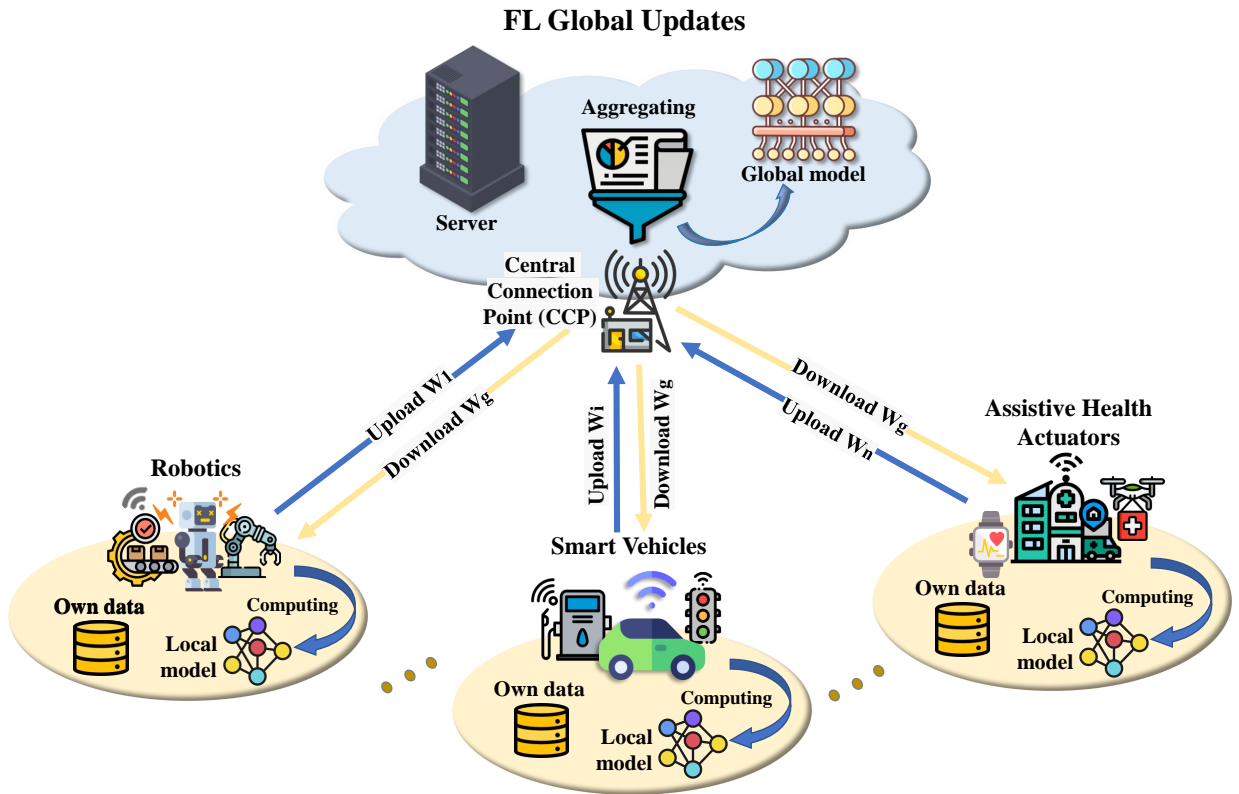 FL Global Updates
Aggregating
Global model
Server
Central
Connection
Point (CCP)
Upload W1
Download Wg
Upload Wi
Download Wg
Download Wg
Upload Wn
Robotics
Own data
Computing
Local
model
Smart Vehicles
Own data
Computing
Local
model
Assistive Health
Actuators
Own data
Computing
Local
model